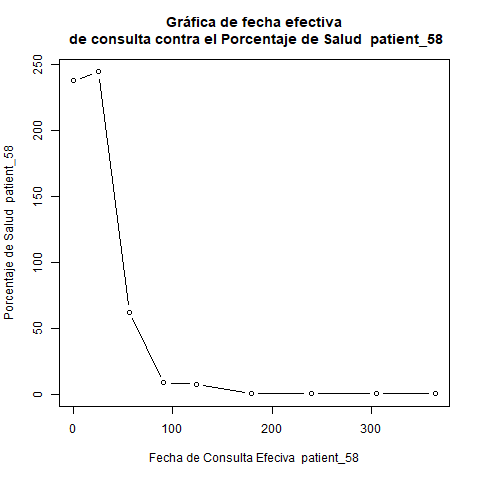 Gráfica de fecha efectiva
de consulta contra el Porcentaje de Salud patient_58
Porcentaje de Salud patient_58
250
200
150
100
50
0
0 100 200 300
Fecha de Consulta Efeciva patient_58